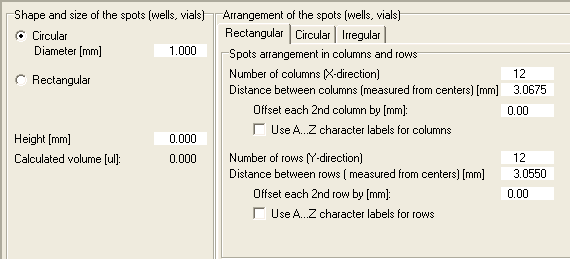 Shape and size of the spots (wells, vials)
Circular
Diameter [mm] 1.000
Rectangular
Height [mm] 0.000
Calculated volume [ul]: 0.000
Arrangement of the spots (wells, vials)
Rectangular Circular Irregular
Spots arrangement in columns and rows
Number of columns (X-direction) 12
Distance between columns (measured from centers) [mm] 3.0675
Offset each 2nd column by [mm]: 0.00
Use A...Z character labels for columns
Number of rows (Y-direction) 12
Distance between rows ( measured from centers) [mm] 3.0550
Offset each 2nd row by [mm]: 0.00
Use A...Z character labels for rows